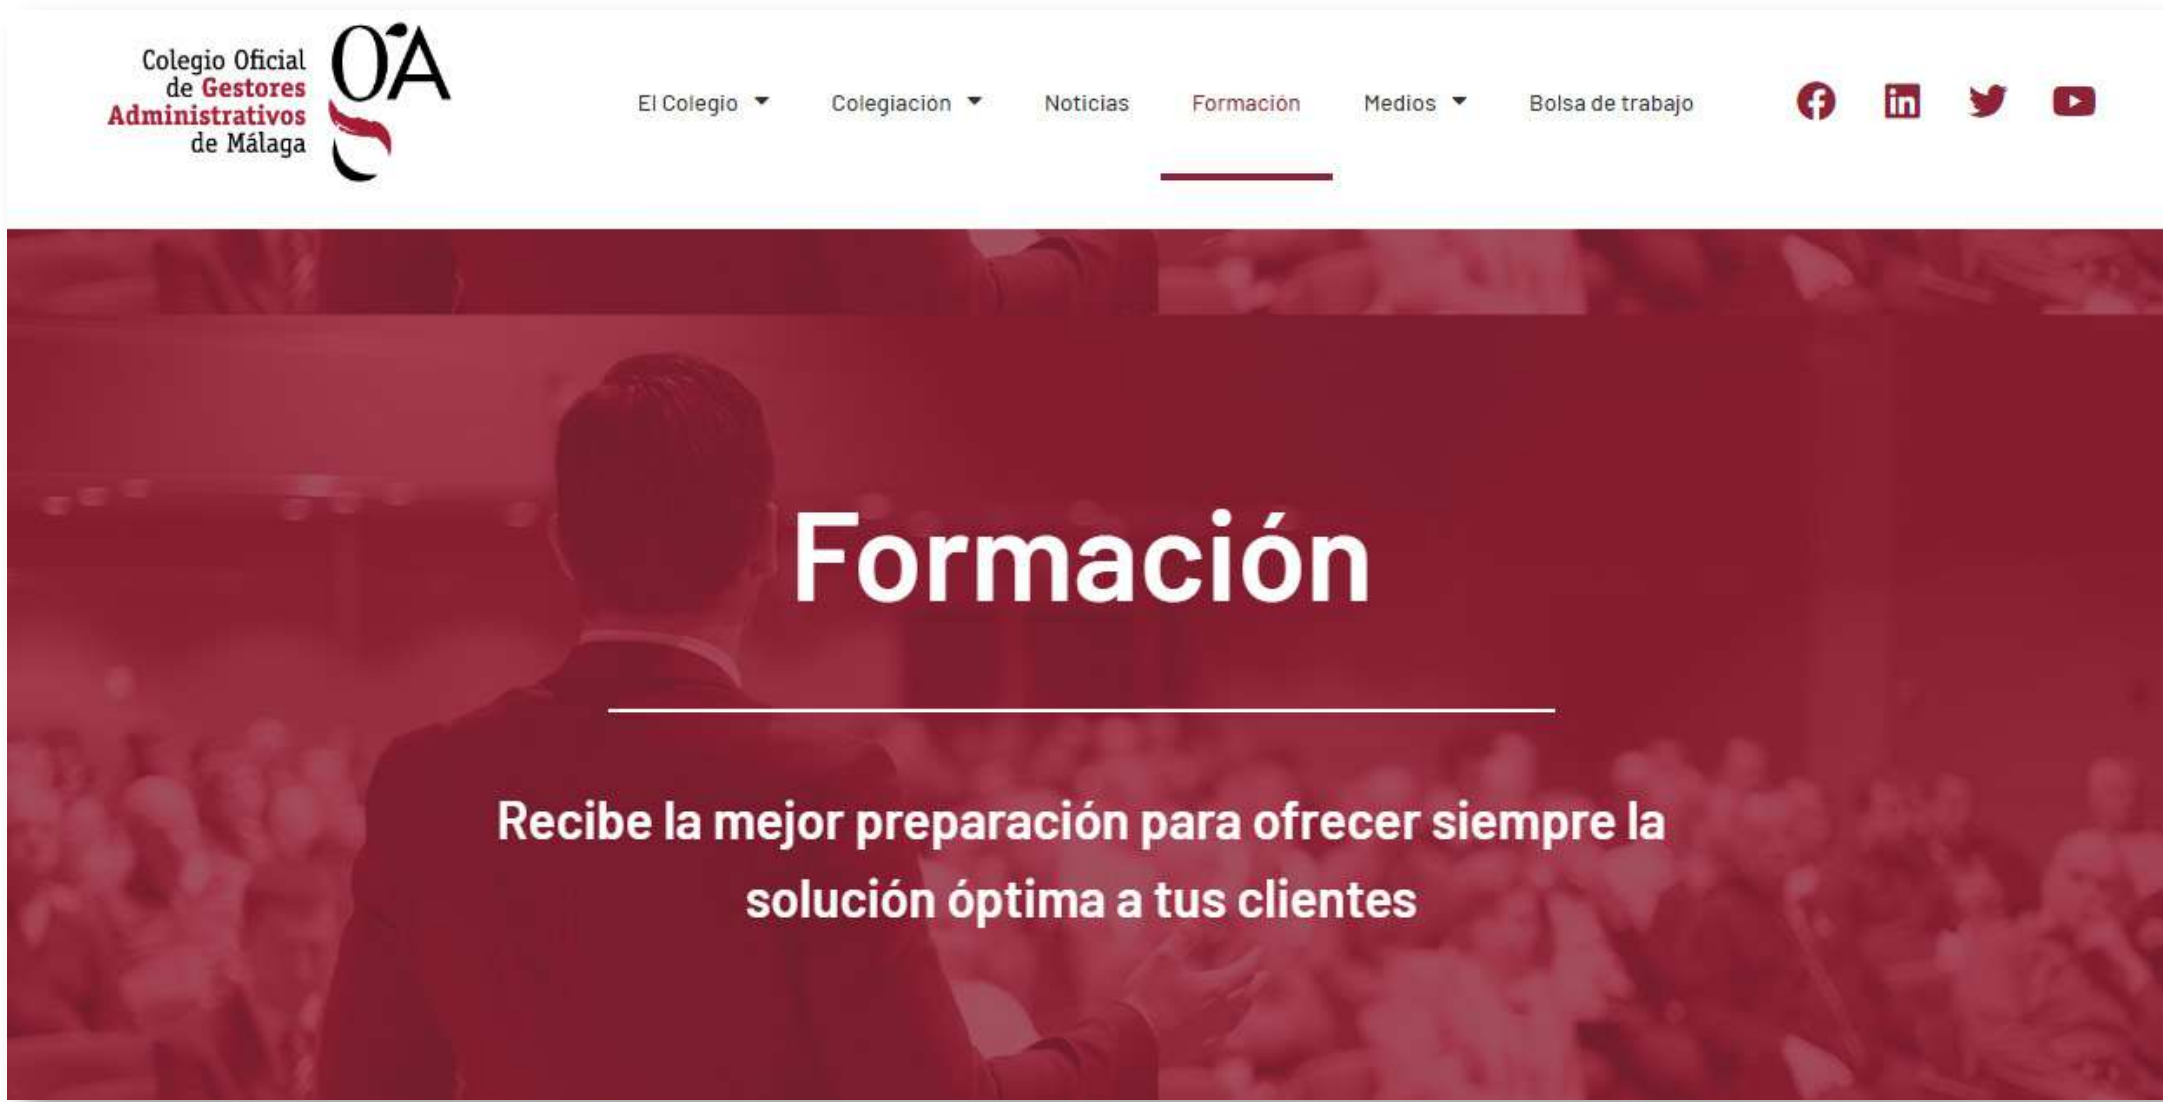 Colegio Oficial
de Gestores
Administrativos
de Málaga
El Colegio
Colegiación
Noticias
Formación
Medios
Bolsa de trabajo
Formación
Recibe la mejor preparación para ofrecer siempre la
solución óptima a tus clientes